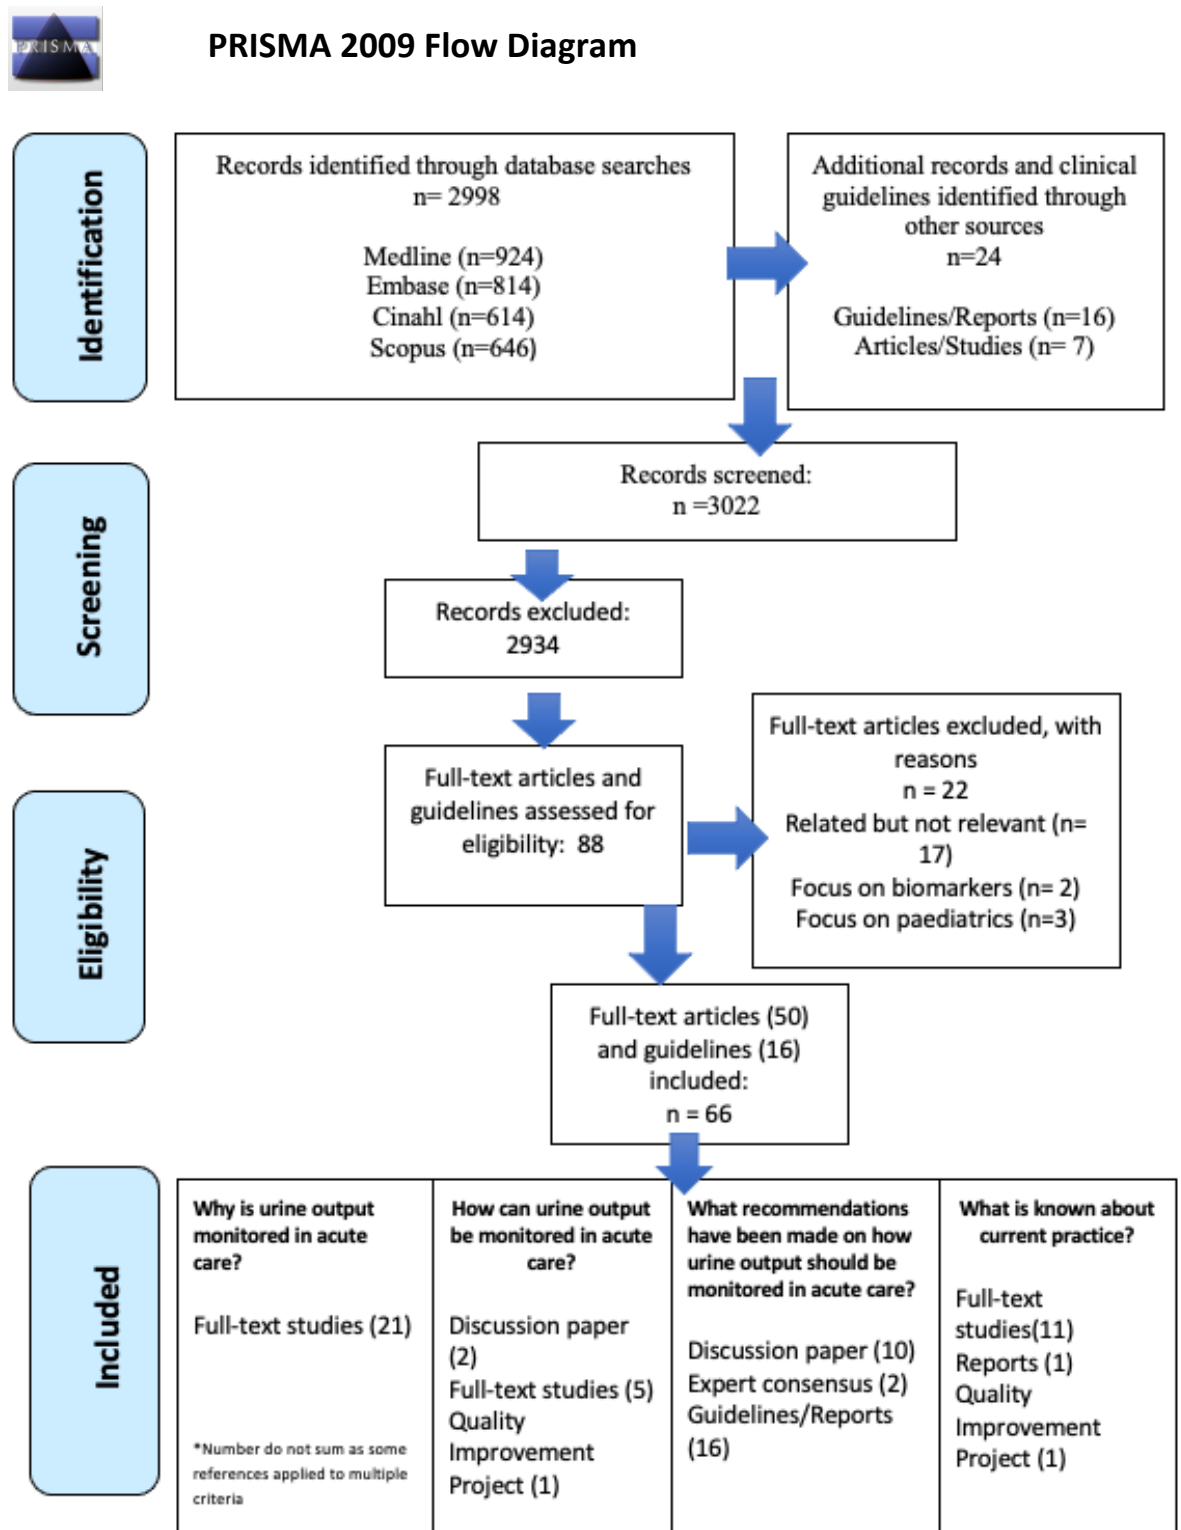 PRISMA
PRISMA 2009 Flow Diagram
Identification
Records identified through database searches
n= 2998
Medline (n=924)
Embase (n=814)
Cinahl (n=614)
Scopus (n=646)
Additional records and clinical
guidelines identified through
other sources
n=24
Guidelines/Reports (n=16)
Articles/Studies (n= 7)
Screening
Records screened:
n =3022
Records excluded:
2934
Eligibility
Full-text articles and
guidelines assessed for
eligibility: 88
Full-text articles excluded, with
reasons
n = 22
Related but not relevant (n=
17)
Focus on biomarkers (n= 2)
Focus on paediatrics (n=3)
Full-text articles (50)
and guidelines (16)
included:
n = 66
Included
Why is urine output
monitored in acute
care?
Full-text studies (21)
*Number do not sum as some
references applied to multiple
criteria
How can urine output
be monitored in acute
care?
Discussion paper
(2)
Full-text studies (5)
Quality
Improvement
Project (1)
What recommendations
have been made on how
urine output should be
monitored in acute care?
Discussion paper (10)
Expert consensus (2)
Guidelines/Reports
(16)
What is known about
current practice?
Full-text
studies(11)
Reports (1)
Quality
Improvement
Project (1)